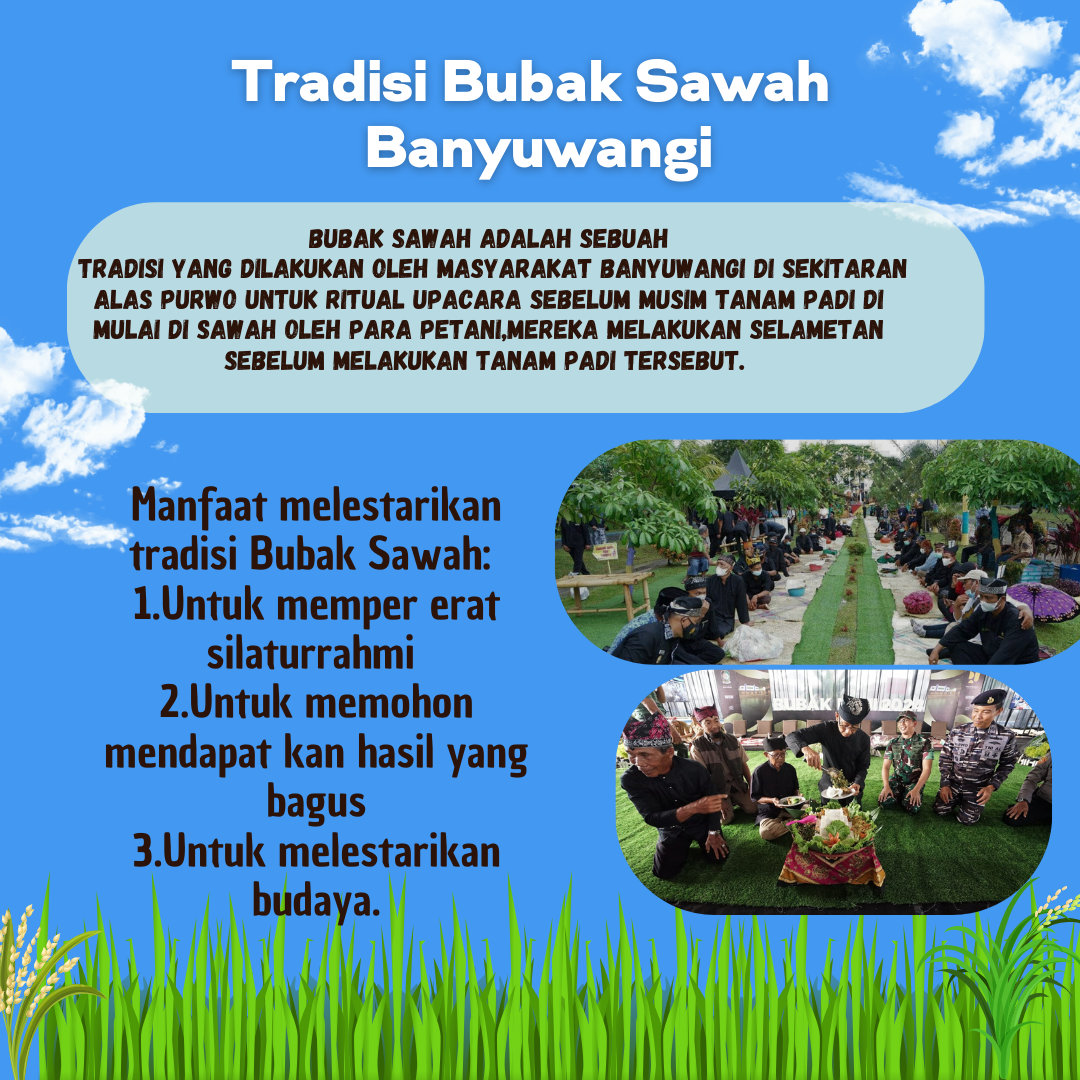 Tradisi Bubak Sawah
Banyuwangi
BUBAK SAWAH ADALAH SEBUAH
TRADISI YANG DILAKUKAN OLEH MASYARAKAT BANYUWANGI DI SEKITARAN
ALAS PURWO UNTUK RITUAL UPACARA SEBELUM MUSIM TANAM PADI DI
MULAI DI SAWAH OLEH PARA PETANI,MEREKA MELAKUKAN SELAMETAN
SEBELUM MELAKUKAN TANAM PADI TERSEBUT.
Manfaat melestarikan
tradisi Bubak Sawah:
1.Untuk memper erat
silaturrahmi
2.Untuk memohon
mendapat kan hasil yang
bagus
3.Untuk melestarikan
budaya.
BUBAK